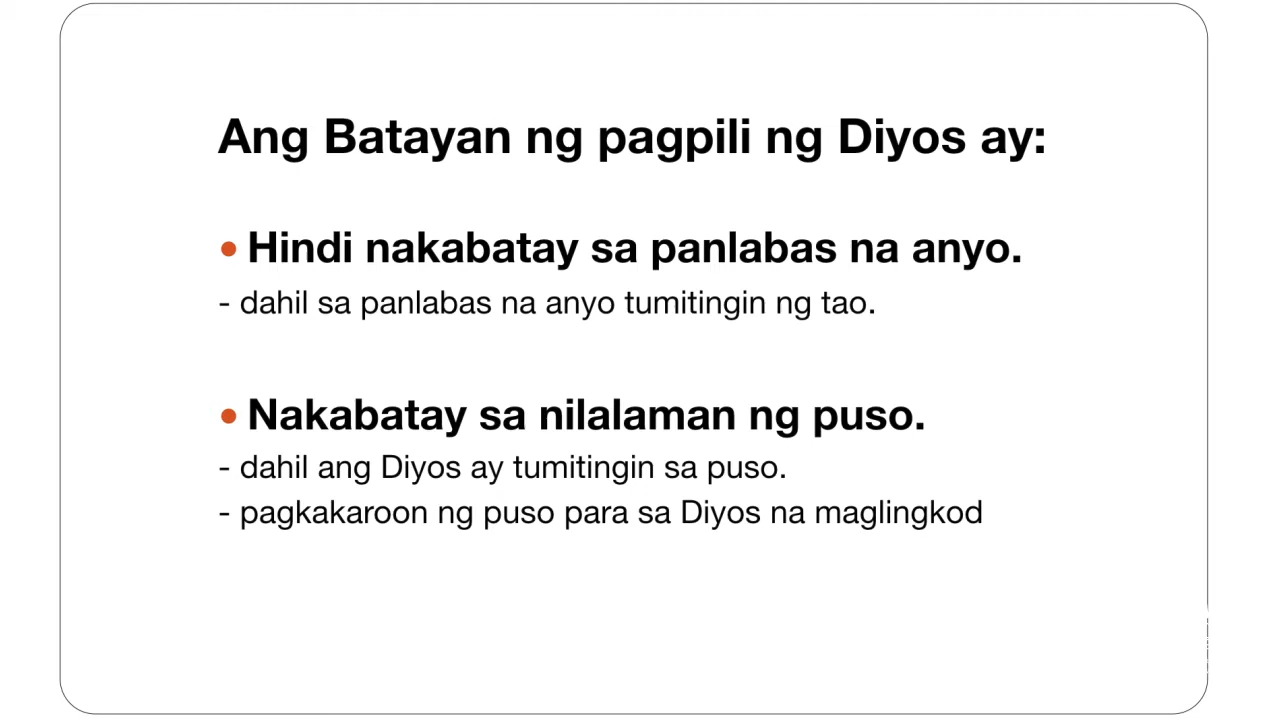 Ang Batayan ng pagpili ng Diyos ay:
• Hindi nakabatay sa panlabas na anyo.
- dahil sa panlabas na anyo tumitingin ng tao.
• Nakabatay sa nilalaman ng puso.
- dahil ang Diyos ay tumitingin sa puso.
- pagkakaroon ng puso para sa Diyos na maglingkod